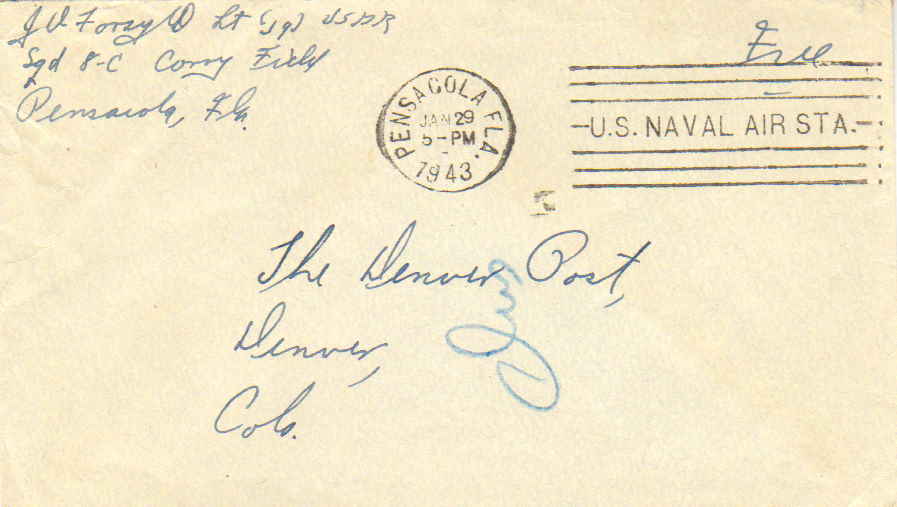 J V Forsy D Lt (jg) USNR
Sqd 8-C Corry Field
Pensacola, Fla.
Free
PENSACOLA, FLA.
JAN 29
5-PM
1943
U.S. NAVAL AIR STA.
The Denver Post,
Denver,
Colo.